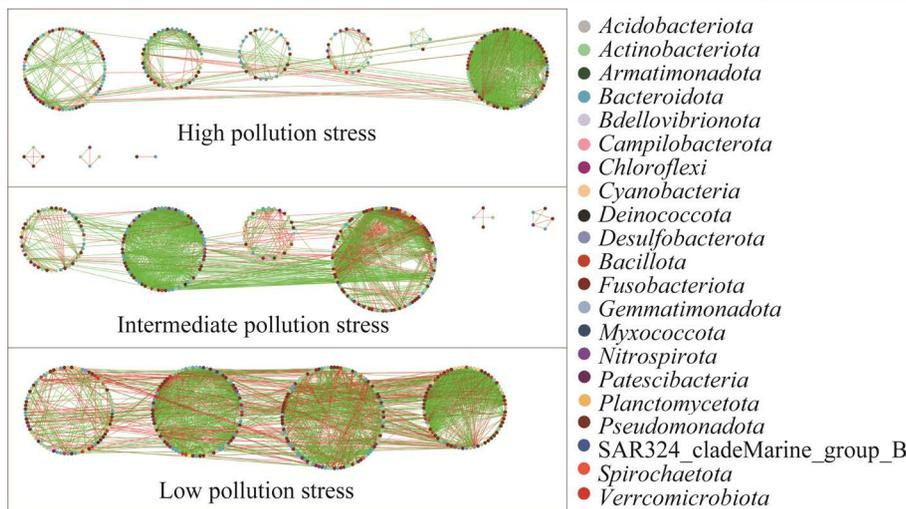 High pollution stress
Intermediate pollution stress
Low pollution stress
Acidobacteriota
Actinobacteriota
Armatimonadota
Bacteroidota
Bdellovibrionota
Campilobacterota
Chloroflexi
Cyanobacteria
Deinococcota
Desulfobacterota
Bacillota
Fusobacteriota
Gemmatimonadota
Myxococcota
Nitrospirota
Patescibacteria
Planctomycetota
Pseudomonadota
SAR324_cladeMarine_group_B
Spirochaetota
Verrcomicrobiota